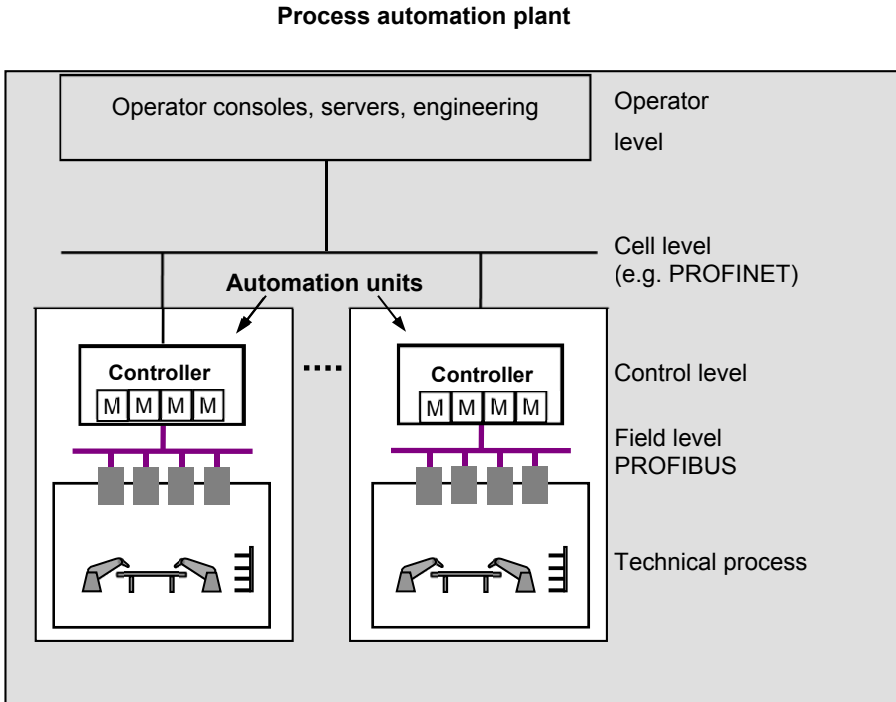 Process automation plant
Operator consoles, servers, engineering
Operator
level
Cell level
(e.g. PROFINET)
Automation units
Controller
M M M M
Controller
M M M M
Control level
Field level
PROFIBUS
Technical process